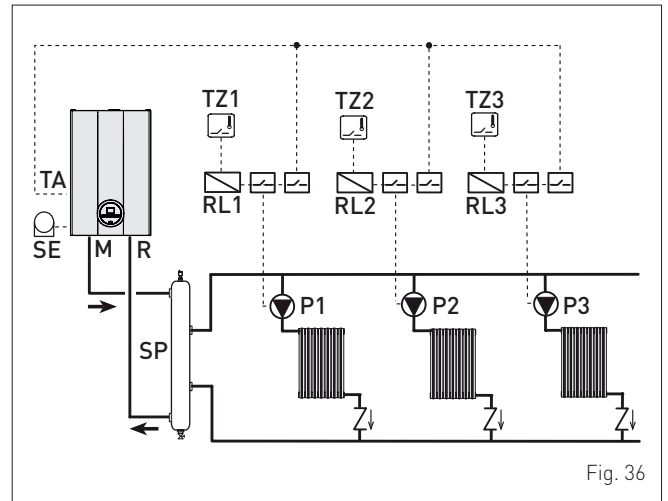 TZ1 TZ2 TZ3
TA
RL1 RL2 RL3
SE M R
P1 P2 P3
SP
Fig. 36